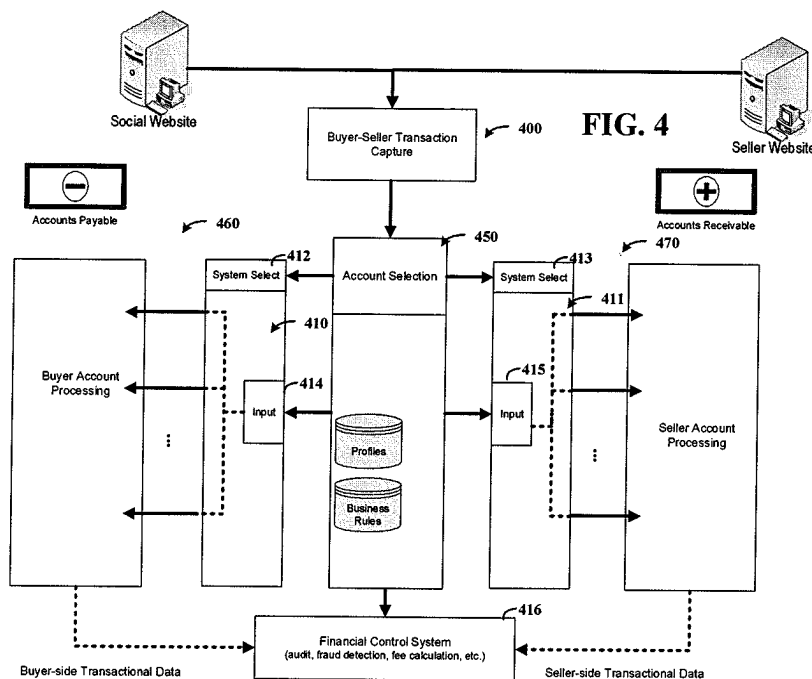 Social Website
Seller Website
Buyer-Seller Transaction
Capture
400
FIG. 4
Accounts Payable
Accounts Receivable
460
450
470
412
System Select
Account Selection
413
System Select
410
411
Buyer Account
Processing
414
Input
415
Input
Seller Account
Processing
...
...
Profiles
Business
Rules
416
Financial Control System
(audit, fraud detection, fee calculation, etc.)
Buyer-side Transactional Data
Seller-side Transactional Data